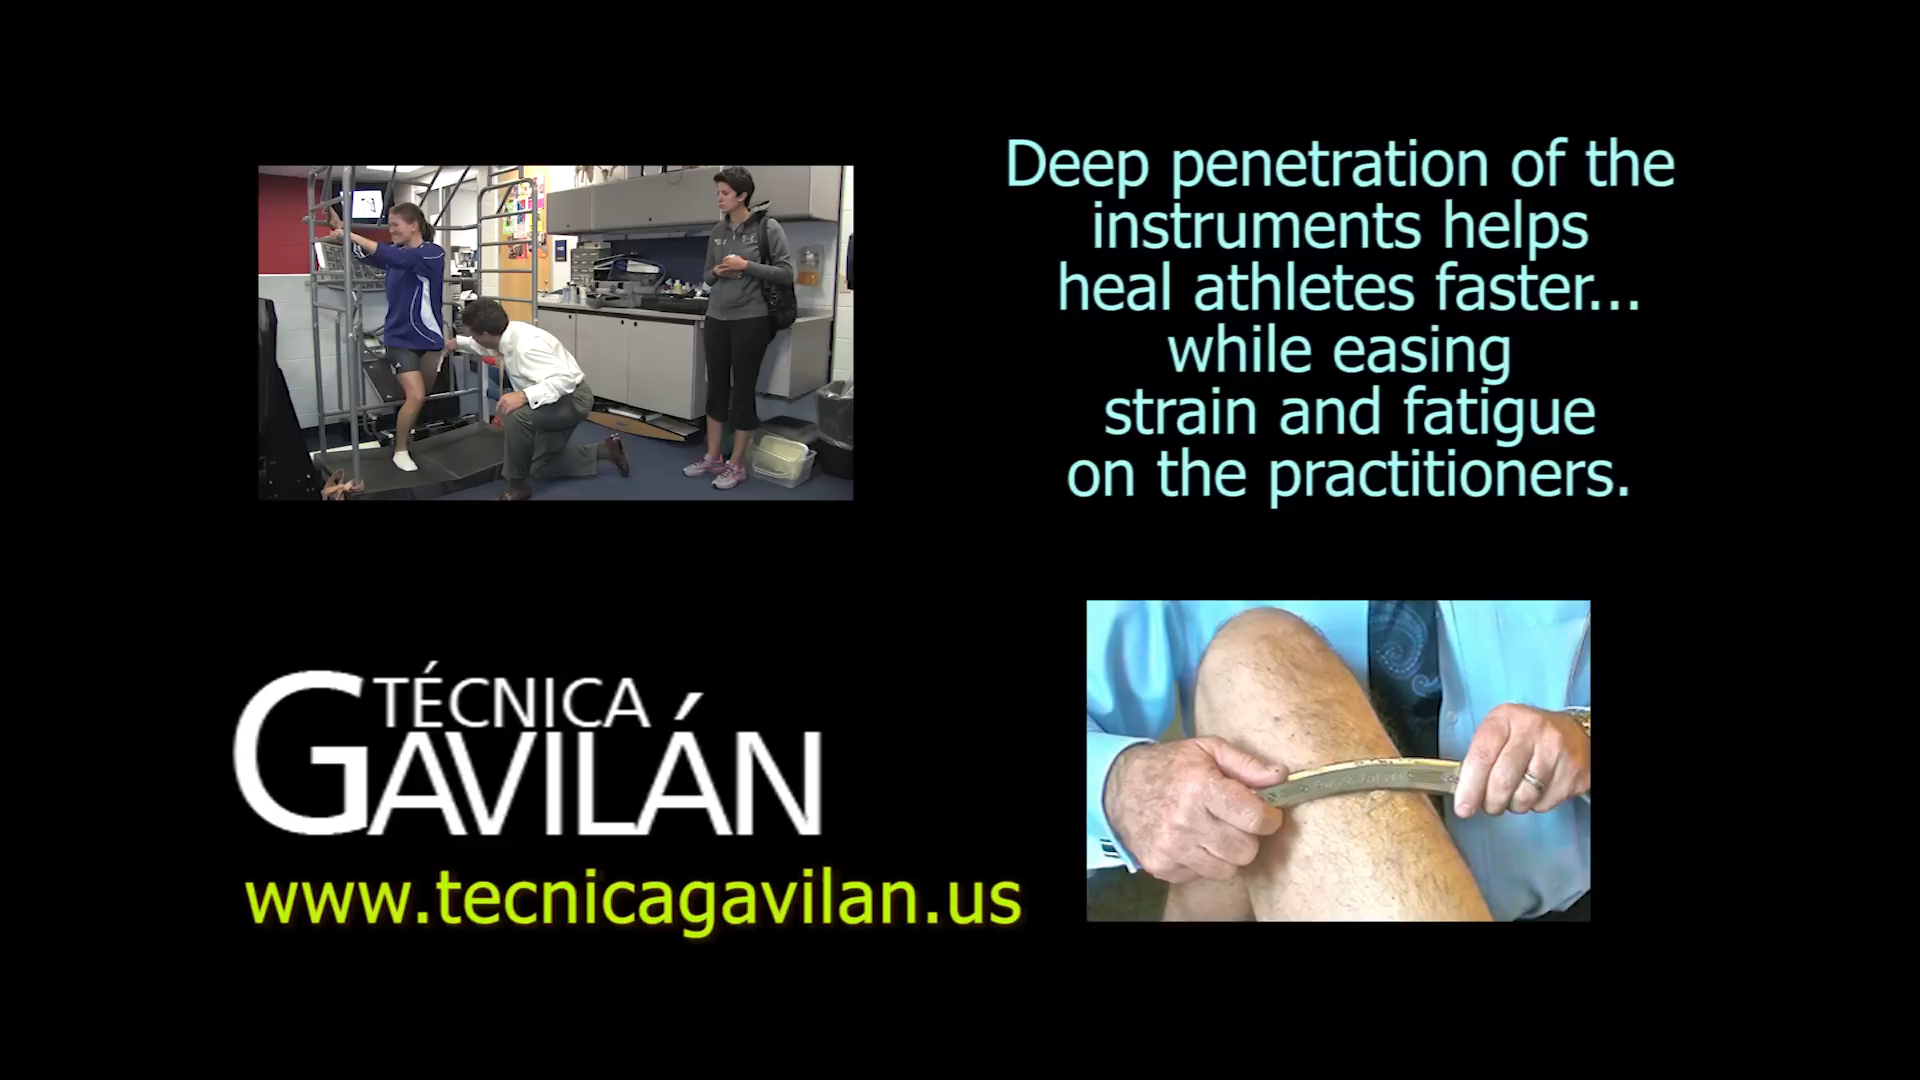 Deep penetration of the
instruments helps
heal athletes faster...
while easing
strain and fatigue
on the practitioners.
TÉCNICA
GAVILÁN
www.tecnicagavilan.us